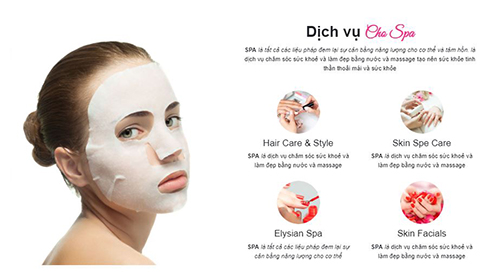 Dịch vụ Cho Spa
SPA là tất cả các liệu pháp đem lại sự cân bằng năng lượng cho cơ thể và tâm hồn. là
dịch vụ chăm sóc sức khoẻ và làm đẹp bằng nước và massage tạo nên sức khỏe tinh
thần thoải mái và sức khỏe
Hair Care & Style
SPA là dịch vụ chăm sóc sức khoẻ và
làm đẹp bằng nước và massage
Skin Spe Care
SPA là dịch vụ chăm sóc sức khoẻ và
làm đẹp bằng nước và massage
Elysian Spa
SPA là tất cả các liệu pháp đem lại sự
cân bằng năng lượng cho cơ thể
Skin Facials
SPA là dịch vụ chăm sóc sức khoẻ và
làm đẹp bằng nước và massage